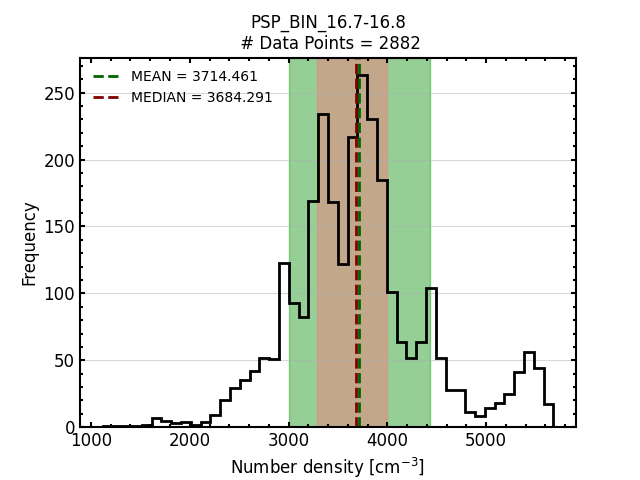 PSP_BIN_16.7-16.8
# Data Points = 2882
MEAN = 3714.461
MEDIAN = 3684.291
Frequency
250
200
150
100
50
0
1000 2000 3000 4000 5000
Number density [cm⁻³]